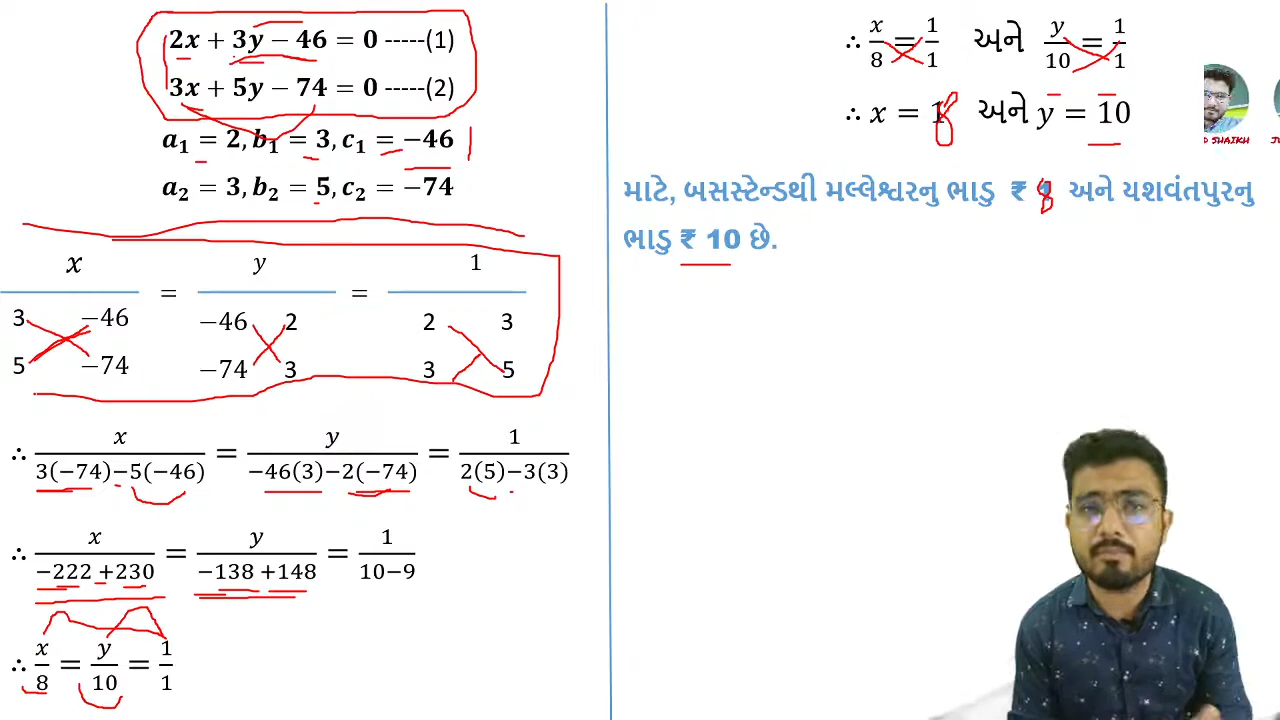 2x + 3y − 46 = 0 -----(1)
3x + 5y − 74 = 0 -----(2)
a₁ = 2, b₁ = 3, c₁ = −46
a₂ = 3, b₂ = 5, c₂ = −74
x = y = 1
3 −46 −46 2 2 3
5 −74 −74 3 3 5
∴ x/(3(−74)−5(−46)) = y/(−46(3)−2(−74)) = 1/(2(5)−3(3))
∴ x/(−222 +230) = y/(−138 +148) = 1/(10−9)
∴ x/8 = y/10 = 1/1
∴ x/8 = 1/1 અને y/10 = 1/1
∴ x = 8 અને y = 10
માટે, બસસ્ટેન્ડથી મલ્લેશ્વરનુ ભાડુ ₹ 8 અને યશવંતપુરનુ
ભાડુ ₹ 10 છે.
SHAIKH